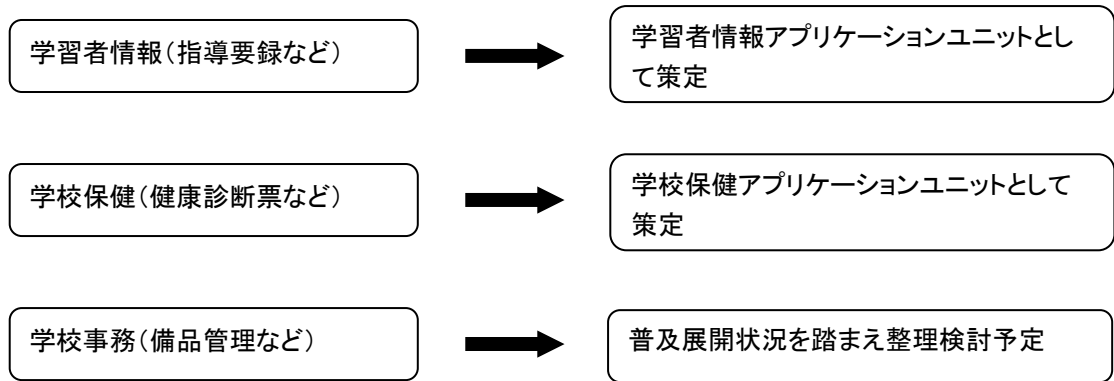 学習者情報（指導要録など）
学習者情報アプリケーションユニットとし
て策定
学校保健（健康診断票など）
学校保健アプリケーションユニットとして
策定
学校事務（備品管理など）
普及展開状況を踏まえ整理検討予定